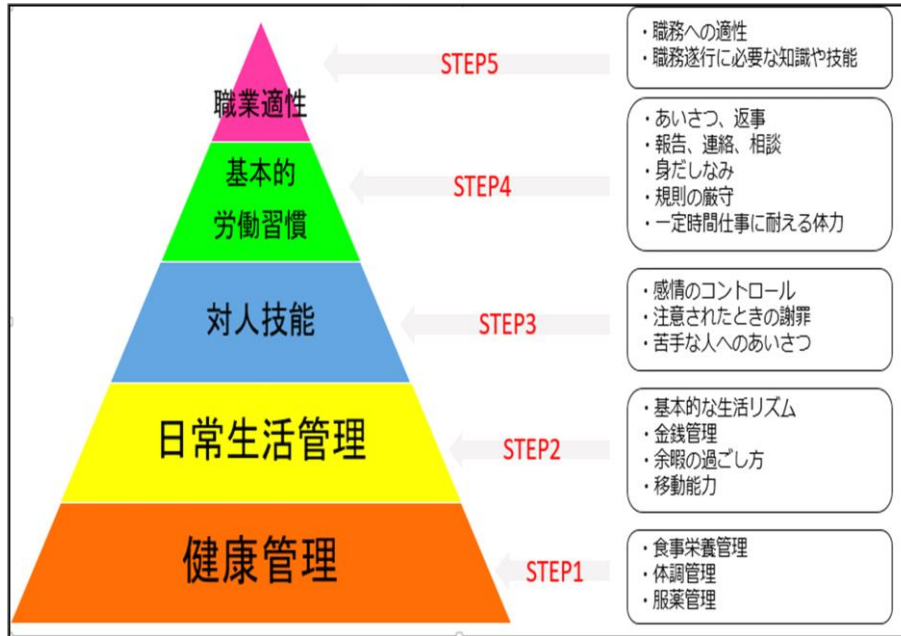 職業適性
STEP5
・職務への適性
・職務遂行に必要な知識や技能
基本的
労働習慣
STEP4
・あいさつ、返事
・報告、連絡、相談
・身だしなみ
・規則の厳守
・一定時間仕事に耐える体力
対人技能
STEP3
・感情のコントロール
・注意されたときの謝罪
・苦手な人へのあいさつ
日常生活管理
STEP2
・基本的な生活リズム
・金銭管理
・余暇の過ごし方
・移動能力
健康管理
STEP1
・食事栄養管理
・体調管理
・服薬管理